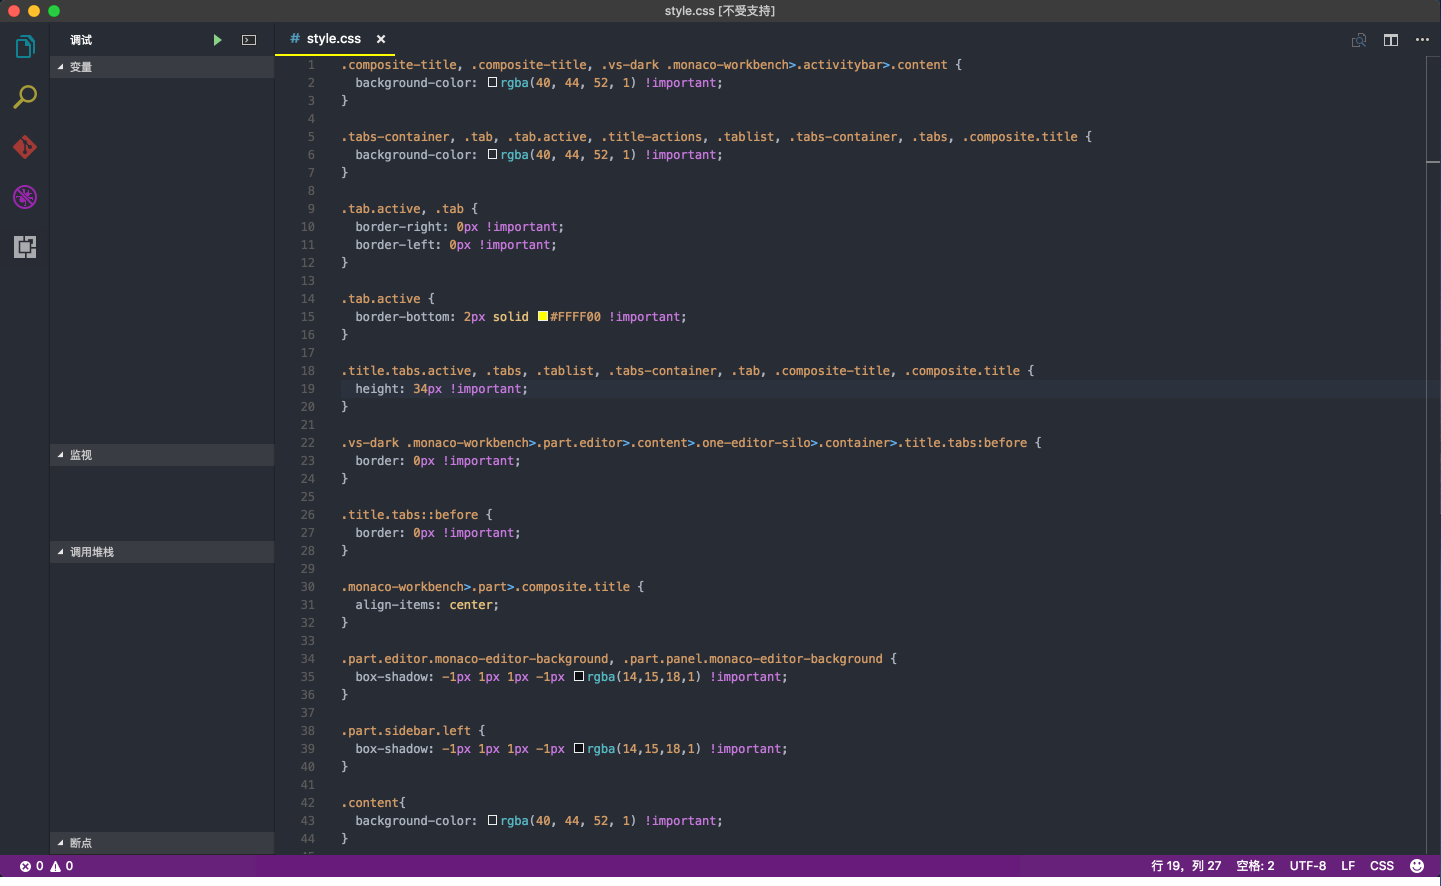 style.css [不受支持]
调试
# style.css ×
变量
监视
调用堆栈
断点
1 .composite-title, .composite-title, .vs-dark .monaco-workbench>.activitybar>.content {
2 background-color: rgba(40, 44, 52, 1) !important;
3 }
4
5 .tabs-container, .tab, .tab.active, .title-actions, .tablist, .tabs-container, .tabs, .composite.title {
6 background-color: rgba(40, 44, 52, 1) !important;
7 }
8
9 .tab.active, .tab {
10 border-right: 0px !important;
11 border-left: 0px !important;
12 }
13
14 .tab.active {
15 border-bottom: 2px solid #FFFF00 !important;
16 }
17
18 .title.tabs.active, .tabs, .tablist, .tabs-container, .tab, .composite-title, .composite.title {
19 height: 34px !important;
20 }
21
22 .vs-dark .monaco-workbench>.part.editor>.content>.one-editor-silo>.container>.title.tabs:before {
23 border: 0px !important;
24 }
25
26 .title.tabs::before {
27 border: 0px !important;
28 }
29
30 .monaco-workbench>.part>.composite.title {
31 align-items: center;
32 }
33
34 .part.editor.monaco-editor-background, .part.panel.monaco-editor-background {
35 box-shadow: -1px 1px 1px -1px rgba(14,15,18,1) !important;
36 }
37
38 .part.sidebar.left {
39 box-shadow: -1px 1px 1px -1px rgba(14,15,18,1) !important;
40 }
41
42 .content{
43 background-color: rgba(40, 44, 52, 1) !important;
44 }
0 0 行 19，列 27 空格: 2 UTF-8 LF CSS